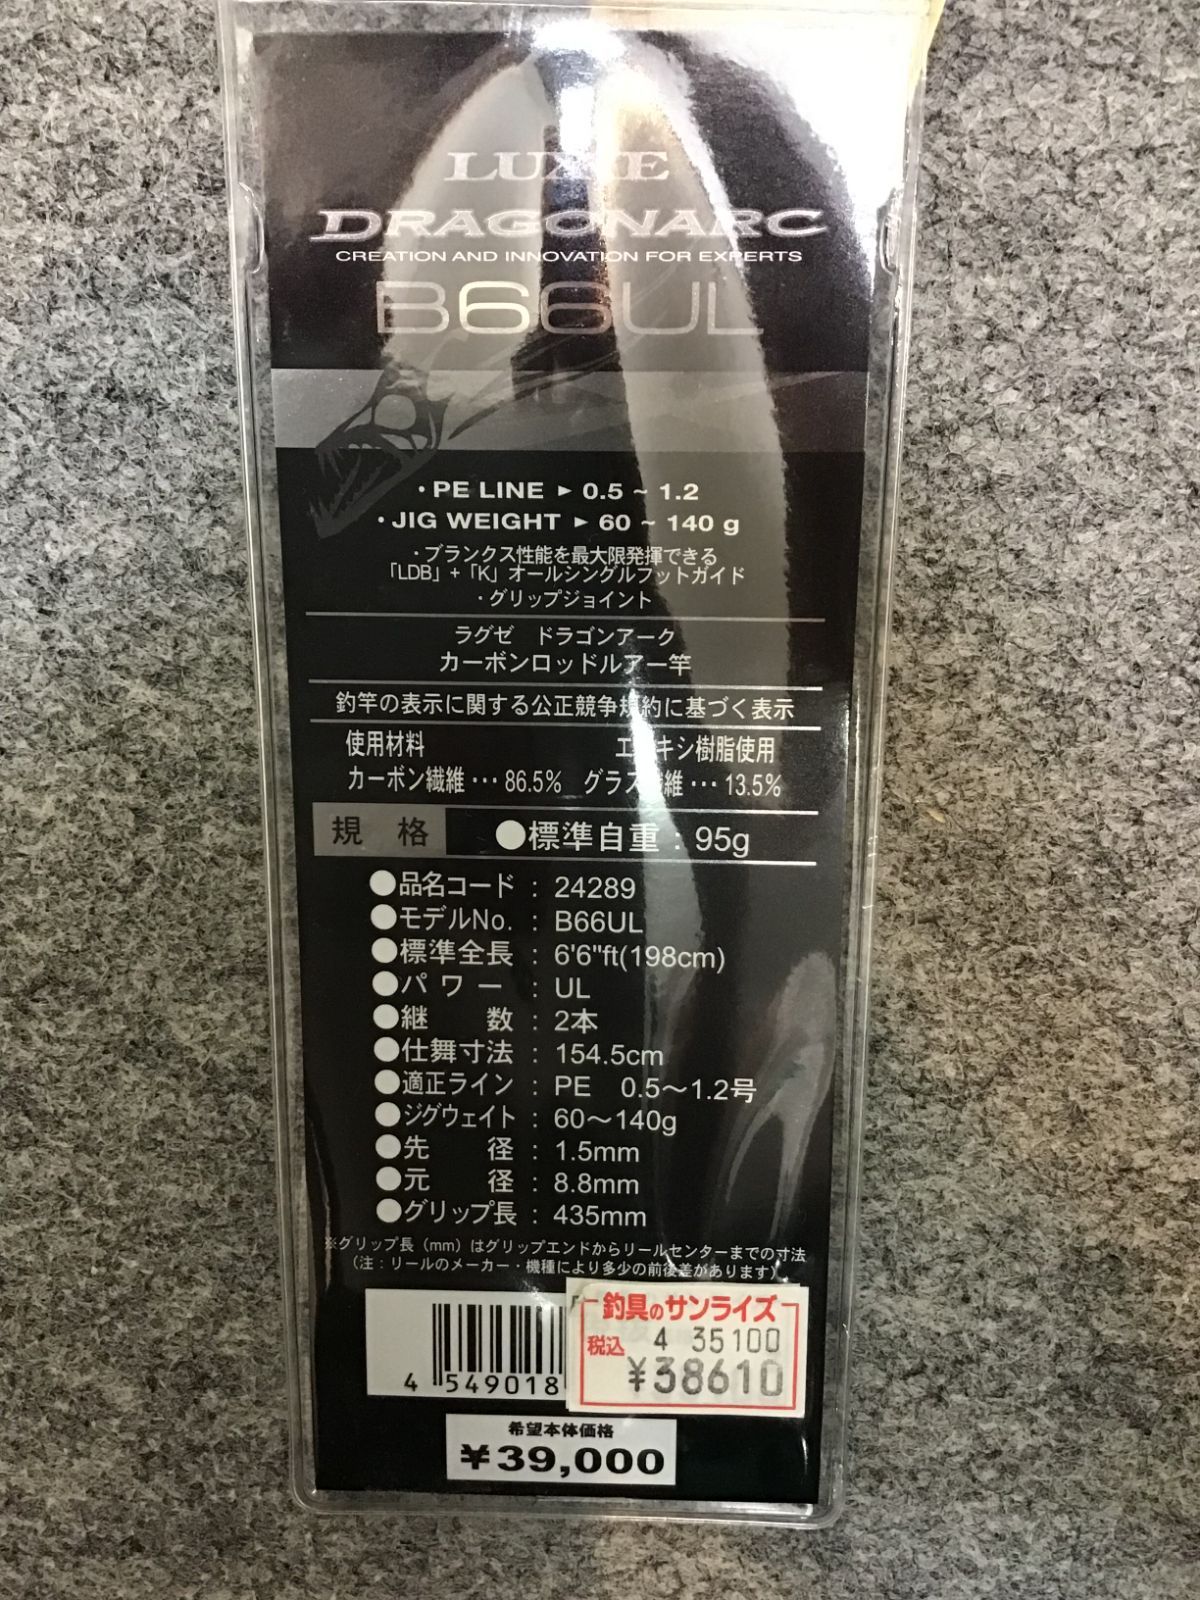 DRAGONARC
CREATION AND INNOVATION FOR EXPERTS
B66UL
・PE LINE ▶ 0.5 ~ 1.2
・JIG WEIGHT ▶ 60 ~ 140 g
・ブランクス性能を最大限発揮できる
「LDB」+「K」オールシングルフットガイド
・グリップジョイント
ラグゼ ドラゴンアーク
カーボンロッドルアー竿
釣竿の表示に関する公正競争規約に基づく表示
使用材料 キシ樹脂使用
カーボン繊維…86.5% グラス繊維…13.5%
規格 ●標準自重:95g
●品名コード:24289
●モデルNo.:B66UL
●標準全長:6'6"ft(198cm)
●パワー:UL
●継数:2本
●仕舞寸法:154.5cm
●適正ライン:PE 0.5～1.2号
●ジグウェイト:60～140g
●先径:1.5mm
●元径:8.8mm
●グリップ長:435mm
※グリップ長(mm)はグリップエンドからリールセンターまでの寸法
(注:リールのメーカー・機種により多少の前後差があります)
釣具のサンライズ
税込 4 35100
¥38610
4 549018
希望本体価格
¥39,000